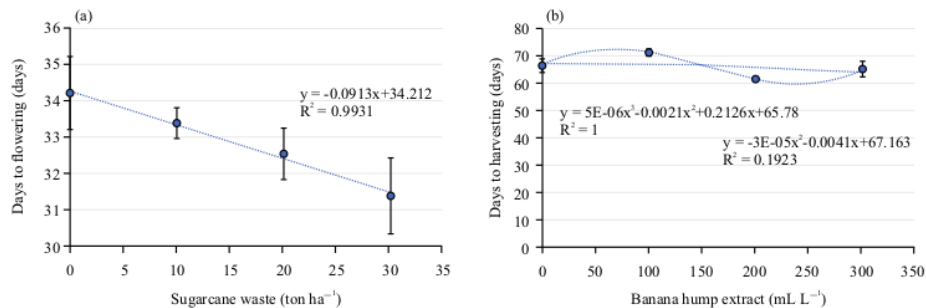 (a)
36
35
34
33
32
31
30
0
5
10
15
20
25
30
35
Days to flowering (days)
Sugarcane waste (ton ha⁻¹)
y = -0.0913x+34.212
R² = 0.9931
(b)
80
70
60
50
40
30
20
10
0
0
50
100
150
200
250
300
350
Days to harvesting (days)
Banana hump extract (mL L⁻¹)
y = 5E-06x³-0.0021x²+0.2126x+65.78
R² = 1
y = -3E-05x²-0.0041x+67.163
R² = 0.1923